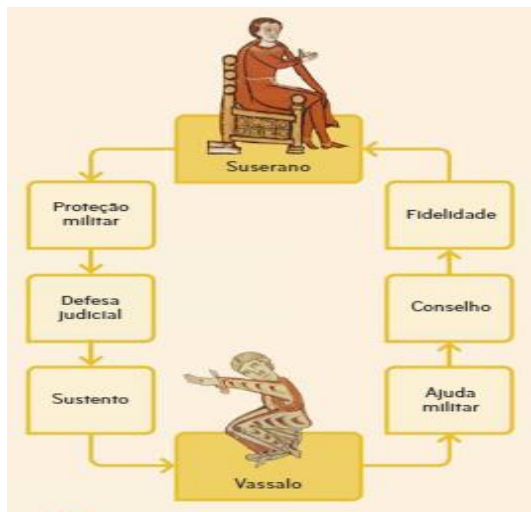 Suserano
Proteção
militar
Defesa
judicial
Sustento
Vassalo
Ajuda
militar
Conselho
Fidelidade